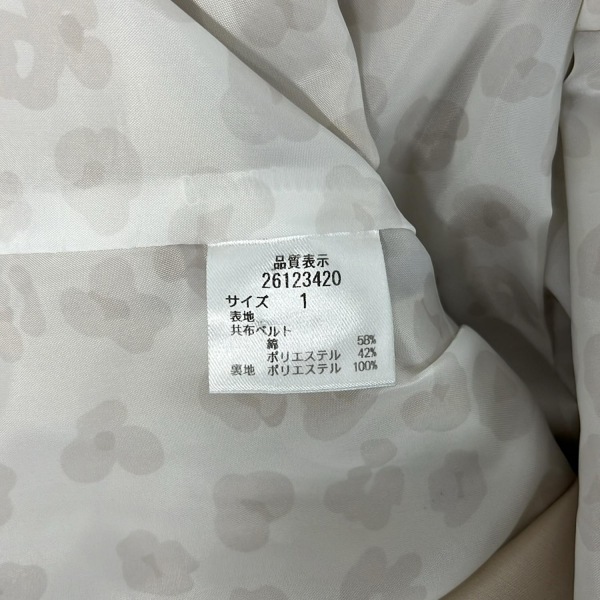 品質表示
26123420
サイズ 1
表地
共布ベルト
綿 58%
ポリエステル 42%
裏地 ポリエステル 100%